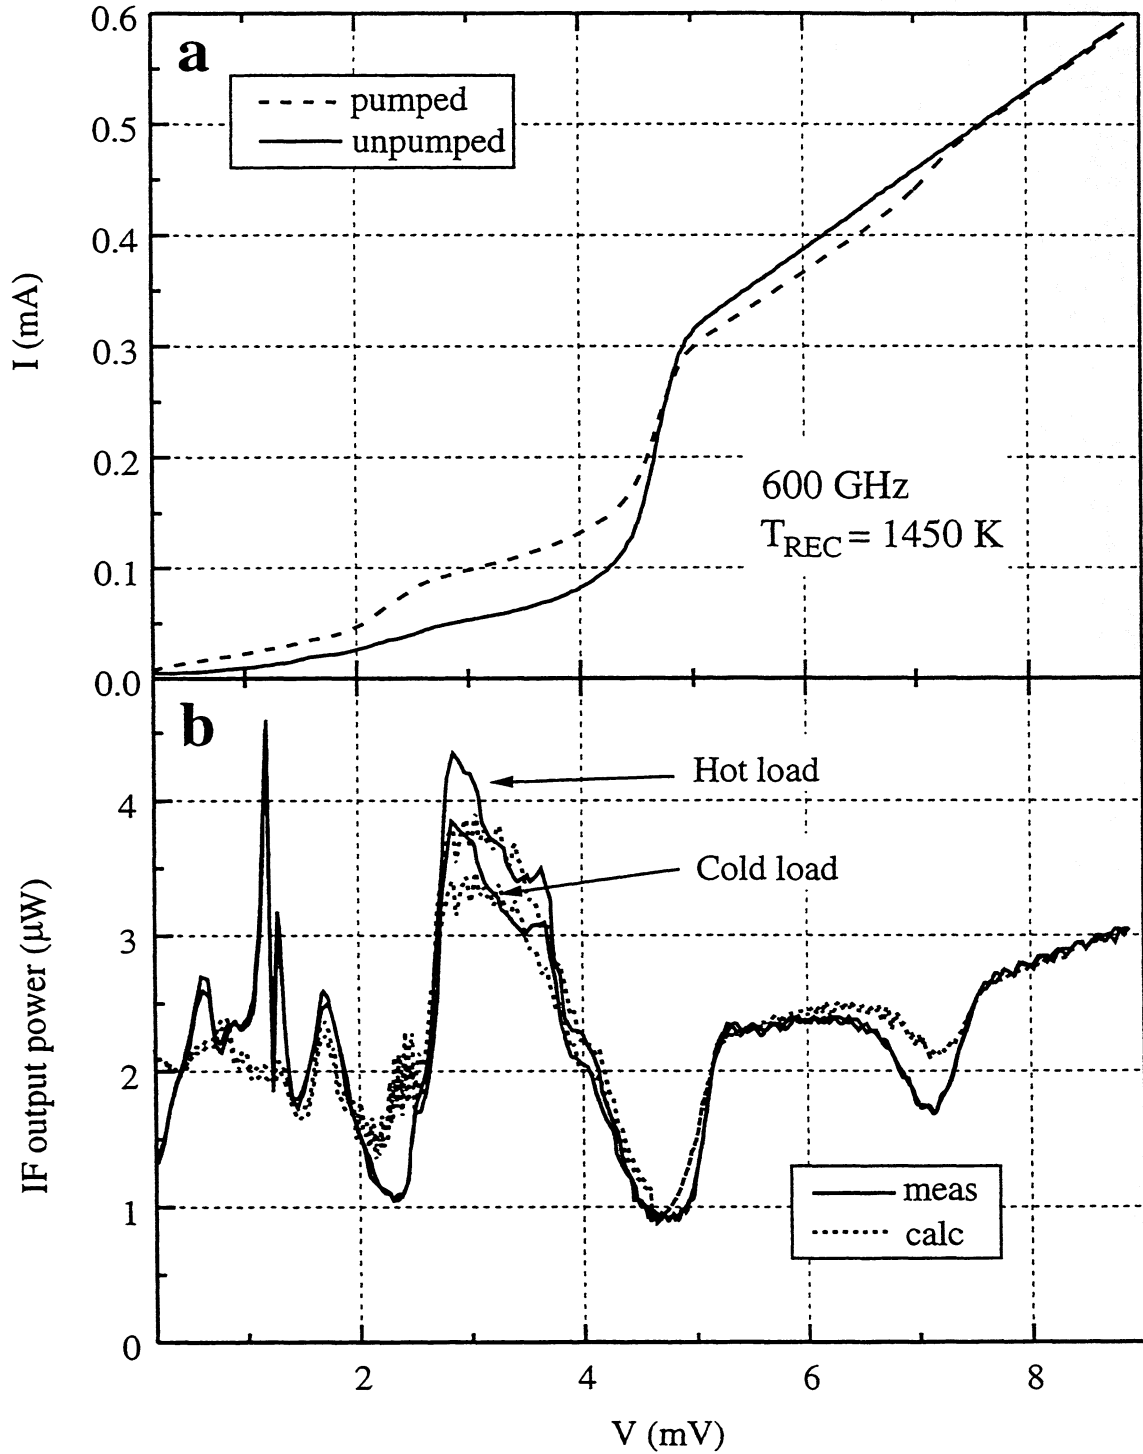 0.6
a
pumped
unpumped
0.5
0.4
I (mA)
0.3
0.2
600 GHz
TREC = 1450 K
0.1
0.0
b
Hot load
4
Cold load
3
IF output power (μW)
2
meas
1
calc
0
2 4 6 8
V (mV)